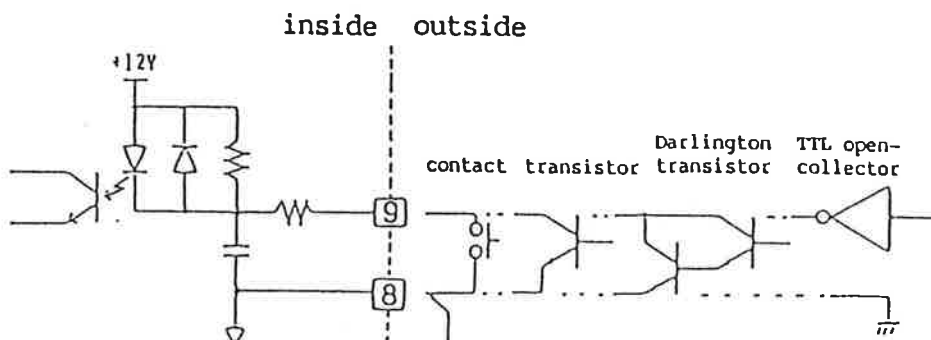 inside outside
+12V
Darlington TTL open-
contact transistor transistor collector
9
8